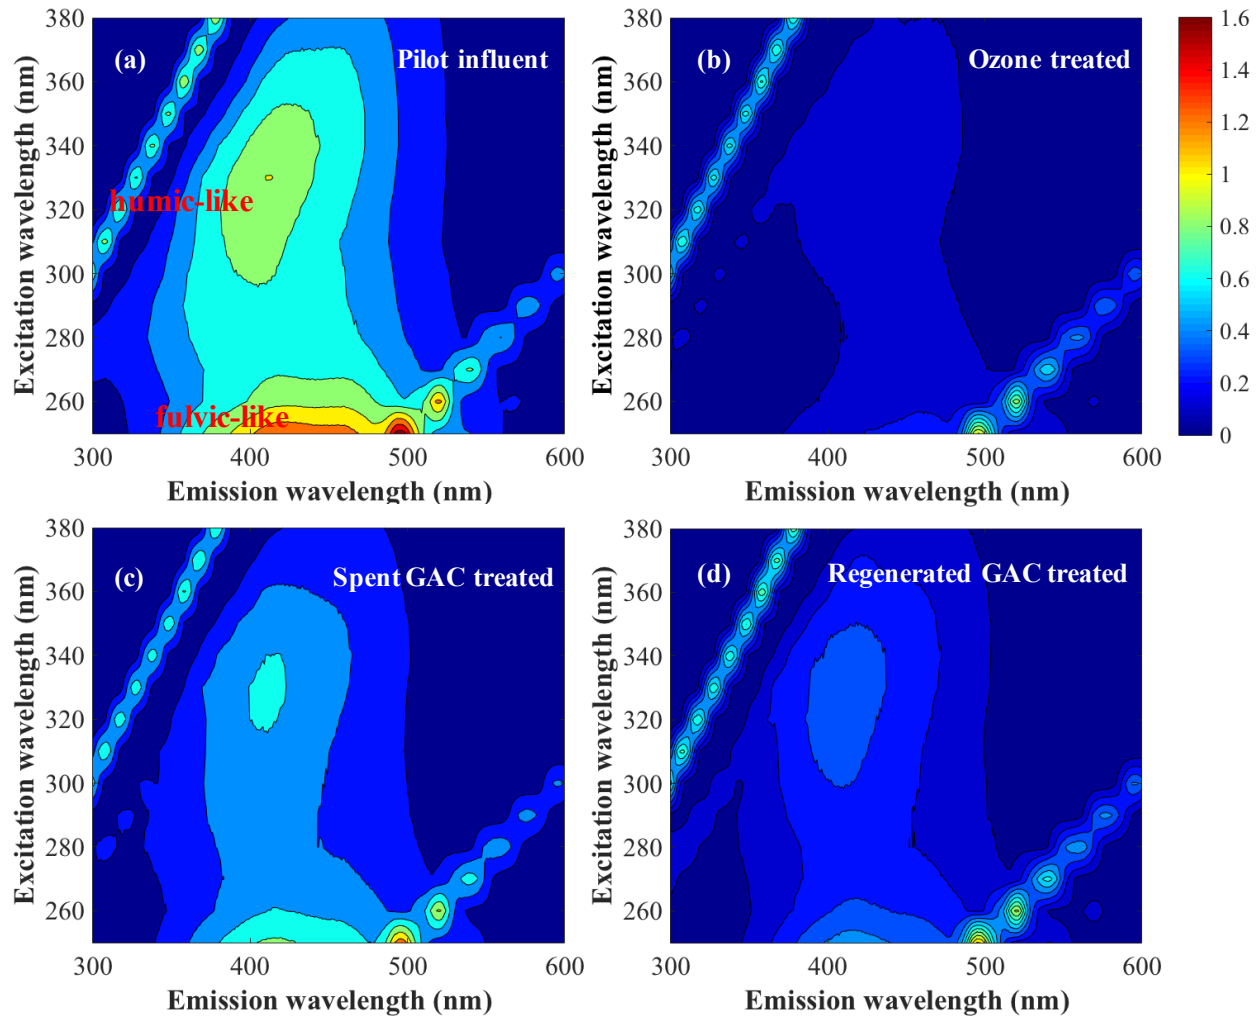 380
360
340
320
300
280
260
300
400
500
600
Excitation wavelength (nm)
Emission wavelength (nm)
(a)
Pilot influent
humic-like
fulvic-like
380
360
340
320
300
280
260
300
400
500
600
Excitation wavelength (nm)
Emission wavelength (nm)
(b)
Ozone treated
1.6
1.4
1.2
1
0.8
0.6
0.4
0.2
0
380
360
340
320
300
280
260
300
400
500
600
Excitation wavelength (nm)
Emission wavelength (nm)
(c)
Spent GAC treated
380
360
340
320
300
280
260
300
400
500
600
Excitation wavelength (nm)
Emission wavelength (nm)
(d)
Regenerated GAC treated